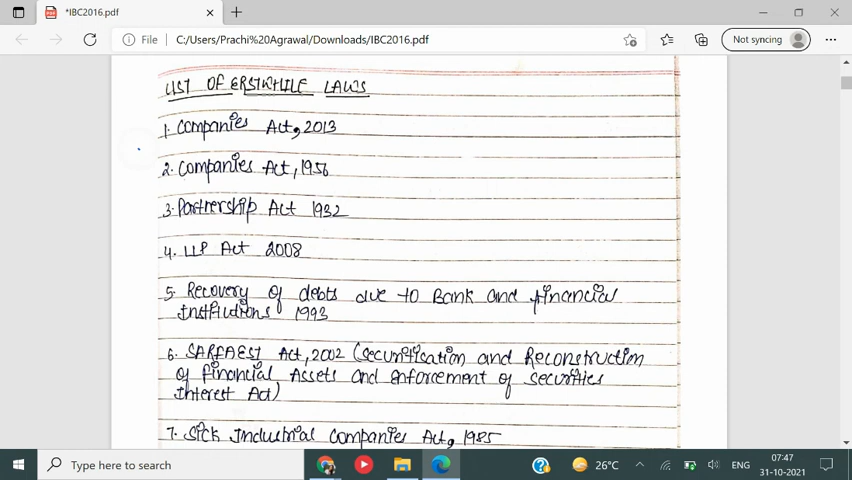 *IBC2016.pdf
File
C:/Users/Prachi%20Agrawal/Downloads/IBC2016.pdf
Not syncing
LIST OF ERSTWHILE LAWS
1. Companies Act, 2013
2. Companies Act, 1956
3. Partnership Act 1932
4. LLP Act 2008
5. Recovery of debts due to Bank and financial
Institutions 1993
6. SARFAESI Act, 2002 (Securitisation and Reconstruction
of financial Assets and enforcement of securities
Interest Act)
7. Sick Industrial Companies Act, 1985
Type here to search
26°C
ENG
07:47
31-10-2021